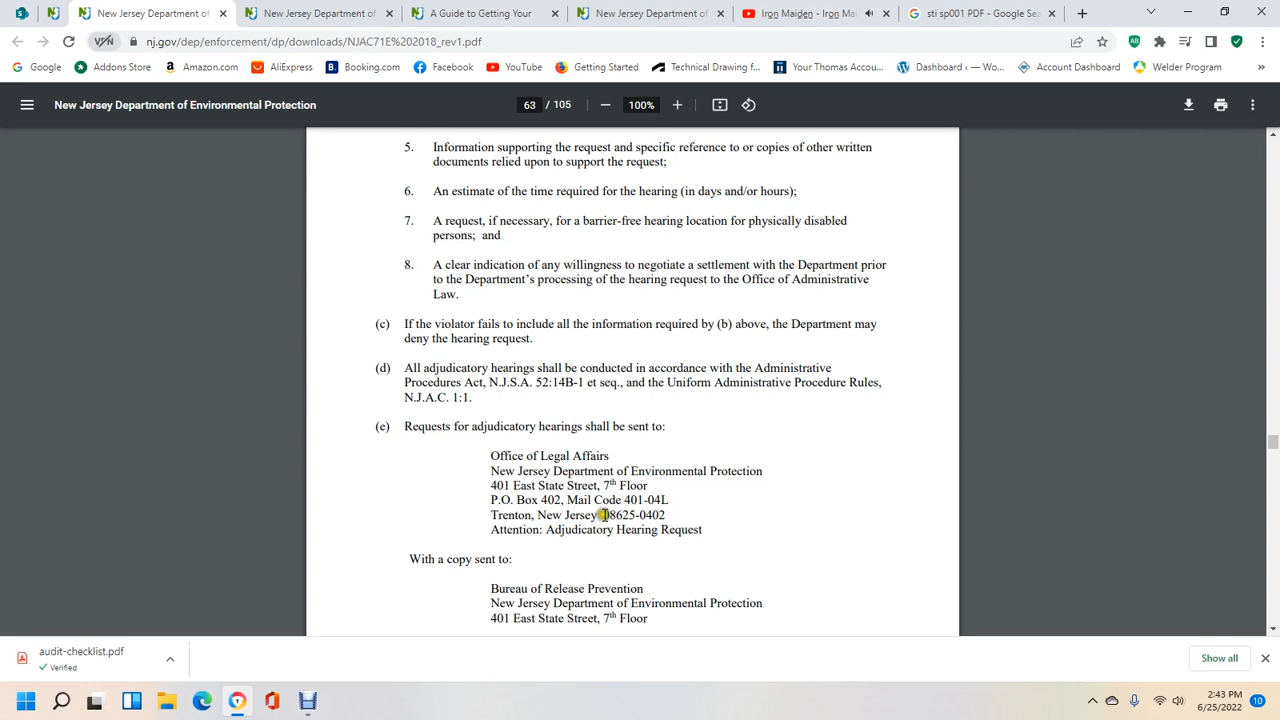 New Jersey Department of
New Jersey Department of
A Guide to Getting Your
New Jersey Department of
Iron Maiden - Iron Ma
sti sp001 PDF - Google Sea
VPN
nj.gov/dep/enforcement/dp/downloads/NJAC71E%202018_rev1.pdf
Google
Addons Store
Amazon.com
AliExpress
Booking.com
Facebook
YouTube
Getting Started
Technical Drawing f...
Your Thomas Accou...
Dashboard ‹ — Wo...
Account Dashboard
Welder Program
»
New Jersey Department of Environmental Protection
63 / 105
100%
5. Information supporting the request and specific reference to or copies of other written
documents relied upon to support the request;
6. An estimate of the time required for the hearing (in days and/or hours);
7. A request, if necessary, for a barrier-free hearing location for physically disabled
persons; and
8. A clear indication of any willingness to negotiate a settlement with the Department prior
to the Department's processing of the hearing request to the Office of Administrative
Law.
(c) If the violator fails to include all the information required by (b) above, the Department may
deny the hearing request.
(d) All adjudicatory hearings shall be conducted in accordance with the Administrative
Procedures Act, N.J.S.A. 52:14B-1 et seq., and the Uniform Administrative Procedure Rules,
N.J.A.C. 1:1.
(e) Requests for adjudicatory hearings shall be sent to:
Office of Legal Affairs
New Jersey Department of Environmental Protection
401 East State Street, 7th Floor
P.O. Box 402, Mail Code 401-04L
Trenton, New Jersey 08625-0402
Attention: Adjudicatory Hearing Request
With a copy sent to:
Bureau of Release Prevention
New Jersey Department of Environmental Protection
401 East State Street, 7th Floor
audit-checklist.pdf
Verified
Show all
2:43 PM
6/25/2022
10